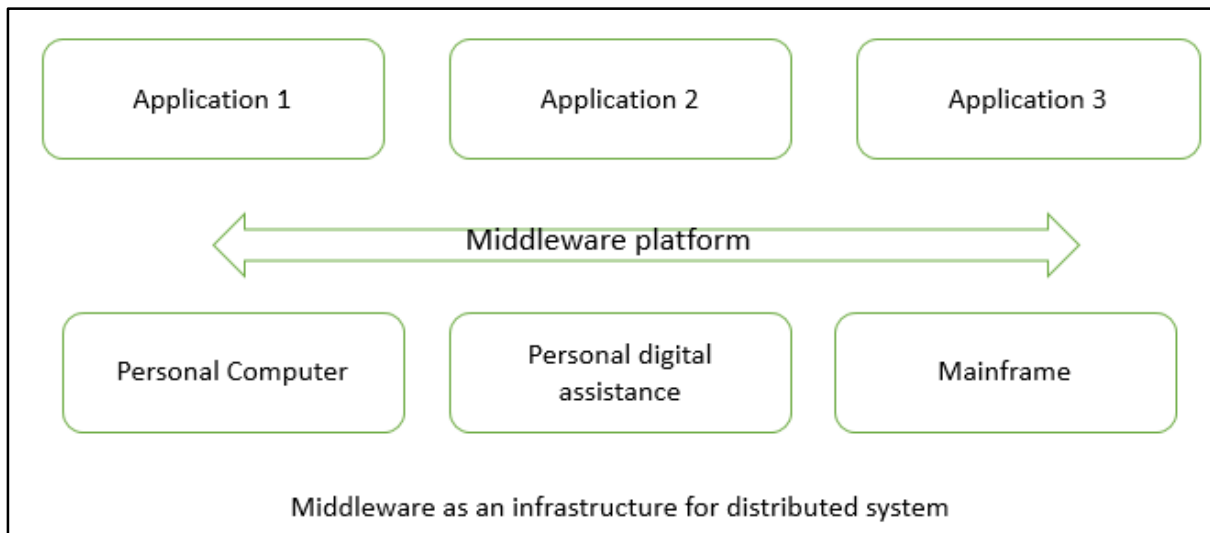 Application 1
Application 2
Application 3
Middleware platform
Personal Computer
Personal digital
assistance
Mainframe
Middleware as an infrastructure for distributed system